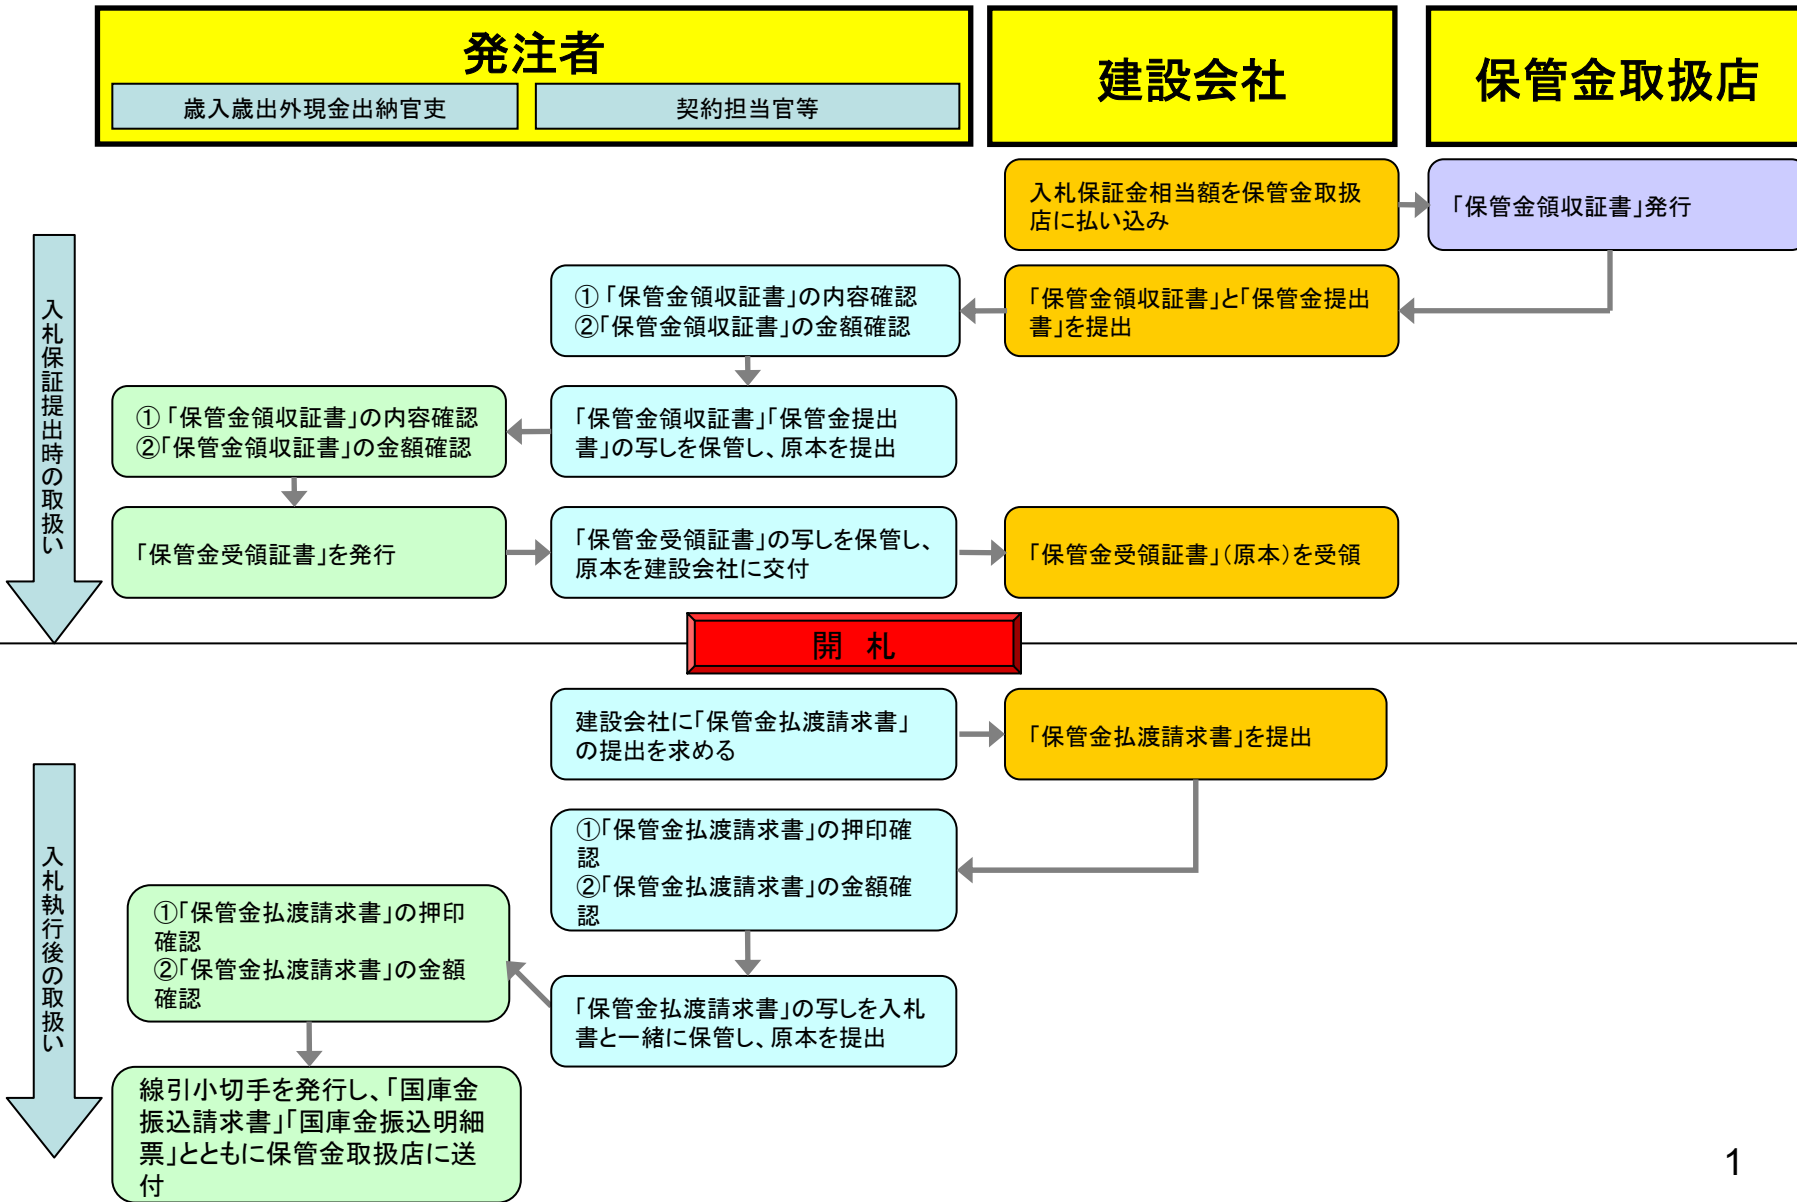 発注者
歳入歳出外現金出納官吏
契約担当官等
建設会社
保管金取扱店
入札保証金相当額を保管金取扱
店に払い込み
「保管金領収証書」発行
入札保証提出時の取扱い
①「保管金領収証書」の内容確認
②「保管金領収証書」の金額確認
「保管金領収証書」と「保管金提出
書」を提出
①「保管金領収証書」の内容確認
②「保管金領収証書」の金額確認
「保管金領収証書」「保管金提出
書」の写しを保管し、原本を提出
「保管金受領証書」を発行
「保管金受領証書」の写しを保管し、
原本を建設会社に交付
「保管金受領証書」(原本)を受領
開 札
建設会社に「保管金払渡請求書」
の提出を求める
「保管金払渡請求書」を提出
入札執行後の取扱い
①「保管金払渡請求書」の押印確
認
②「保管金払渡請求書」の金額確
認
①「保管金払渡請求書」の押印
確認
②「保管金払渡請求書」の金額
確認
「保管金払渡請求書」の写しを入札
書と一緒に保管し、原本を提出
線引小切手を発行し、「国庫金
振込請求書」「国庫金振込明細
票」とともに保管金取扱店に送
付
1